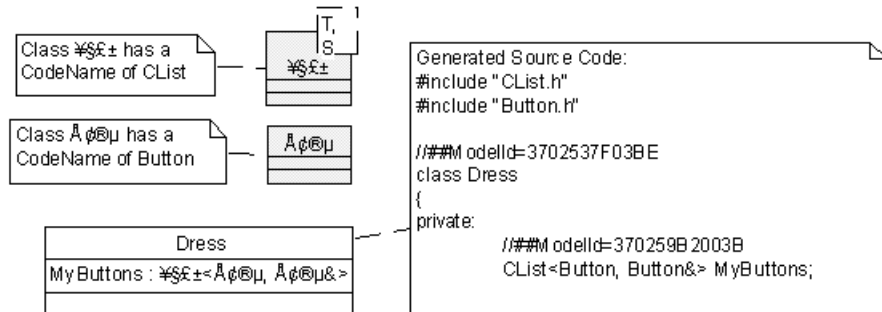 Class ¥§£± has a
CodeName of CList
T,
S
¥§£±
Class Å¢®µ has a
CodeName of Button
Å¢®µ
Dress
MyButtons : ¥§£±<Å¢®µ, Å¢®µ&>
Generated Source Code:
#include "CList.h"
#include "Button.h"
//##ModelId=3702537F03BE
class Dress
{
private:
//##ModelId=370259B2003B
CList<Button, Button&> MyButtons;